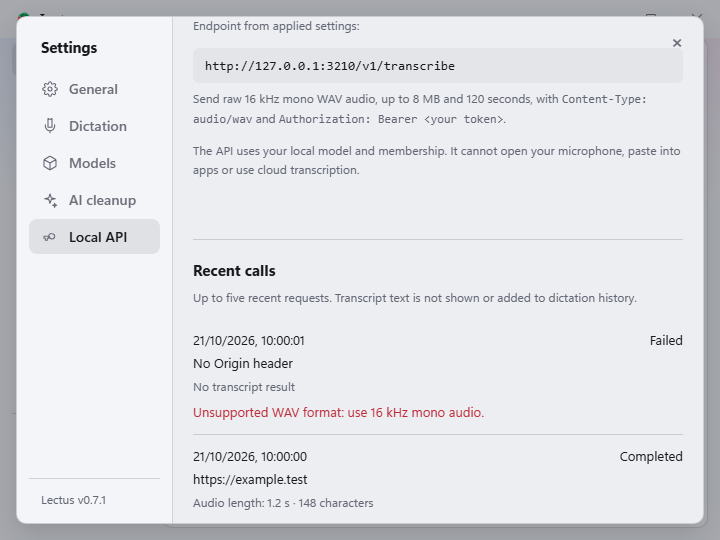 Settings
General
Dictation
Models
AI cleanup
Local API
Lectus v0.7.1
Endpoint from applied settings:
http://127.0.0.1:3210/v1/transcribe
Send raw 16 kHz mono WAV audio, up to 8 MB and 120 seconds, with Content-Type:
audio/wav and Authorization: Bearer <your token>.
The API uses your local model and membership. It cannot open your microphone, paste into
apps or use cloud transcription.
Recent calls
Up to five recent requests. Transcript text is not shown or added to dictation history.
21/10/2026, 10:00:01 Failed
No Origin header
No transcript result
Unsupported WAV format: use 16 kHz mono audio.
21/10/2026, 10:00:00 Completed
https://example.test
Audio length: 1.2 s · 148 characters